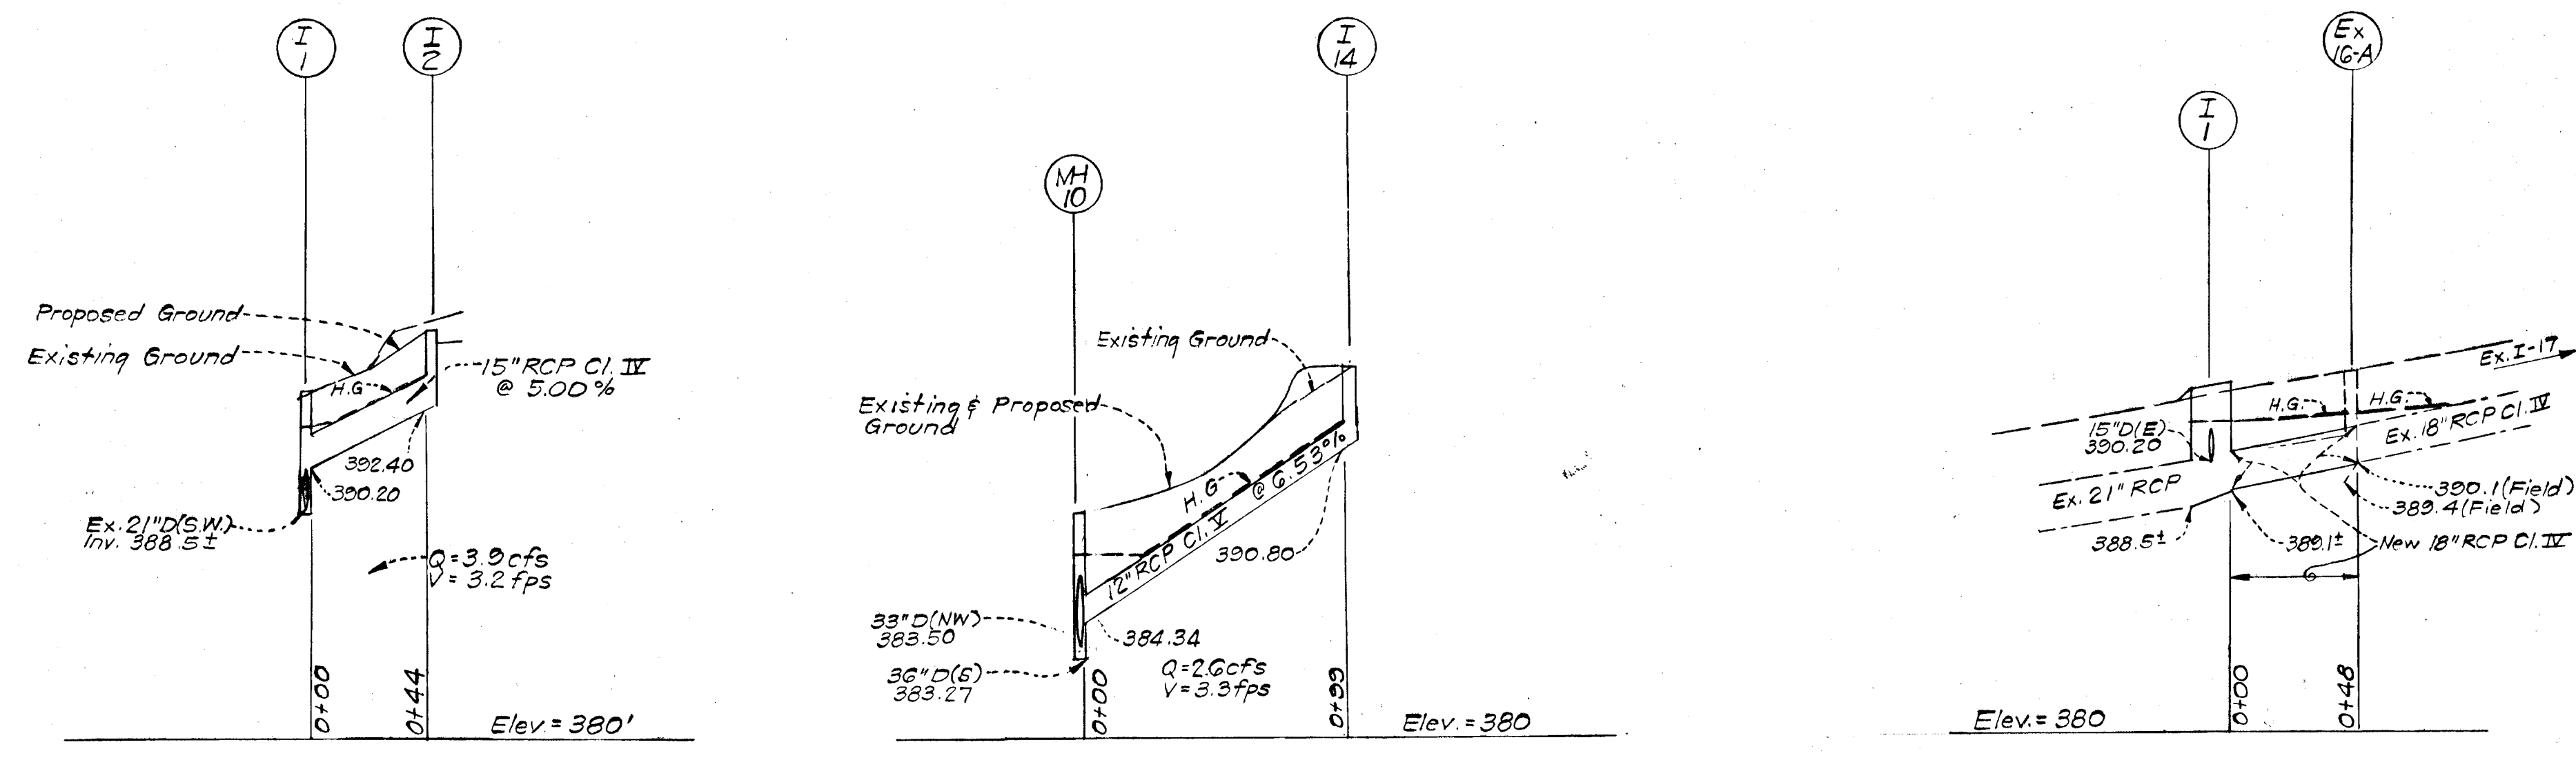 I
1
I
2
Proposed Ground
Existing Ground
H.G
15" RCP Cl. IV
@ 5.00%
392.40
390.20
Ex. 21" D(S.W.)
Inv. 388.5±
Q=3.9cfs
V=3.2fps
0+00
0+44
Elev.=380'
MH
10
I
14
Existing Ground
Existing & Proposed
Ground
H.G
@ 6.53%
12" RCP Cl. V
390.80
33" D(NW)
383.50
384.34
36" D(E)
383.27
Q=2.6cfs
V=3.3fps
0+00
0+99
Elev.=380
Ex
16-A
I
1
Ex. I-17
H.G.
H.G.
15" D(E)
390.20
Ex. 18" RCP Cl. IV
Ex. 21" RCP
390.1(Field)
389.4(Field)
388.5±
389.1±
New 18" RCP Cl. IV
0+00
0+48
Elev.=380